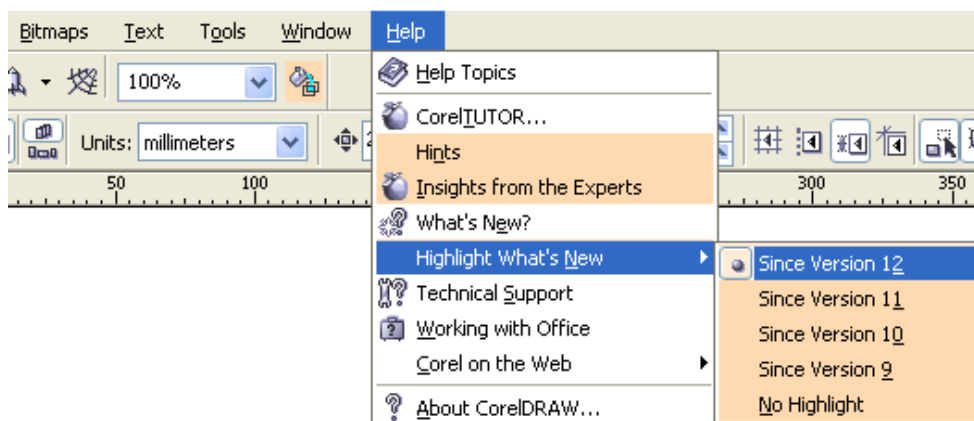 Bitmaps Text Tools Window Help
100%
Help Topics
CorelTUTOR...
Units: millimeters
Hints
50 100 300 350
Insights from the Experts
What's New?
Highlight What's New
Since Version 12
Technical Support
Since Version 11
Working with Office
Since Version 10
Corel on the Web
Since Version 9
About CorelDRAW...
No Highlight